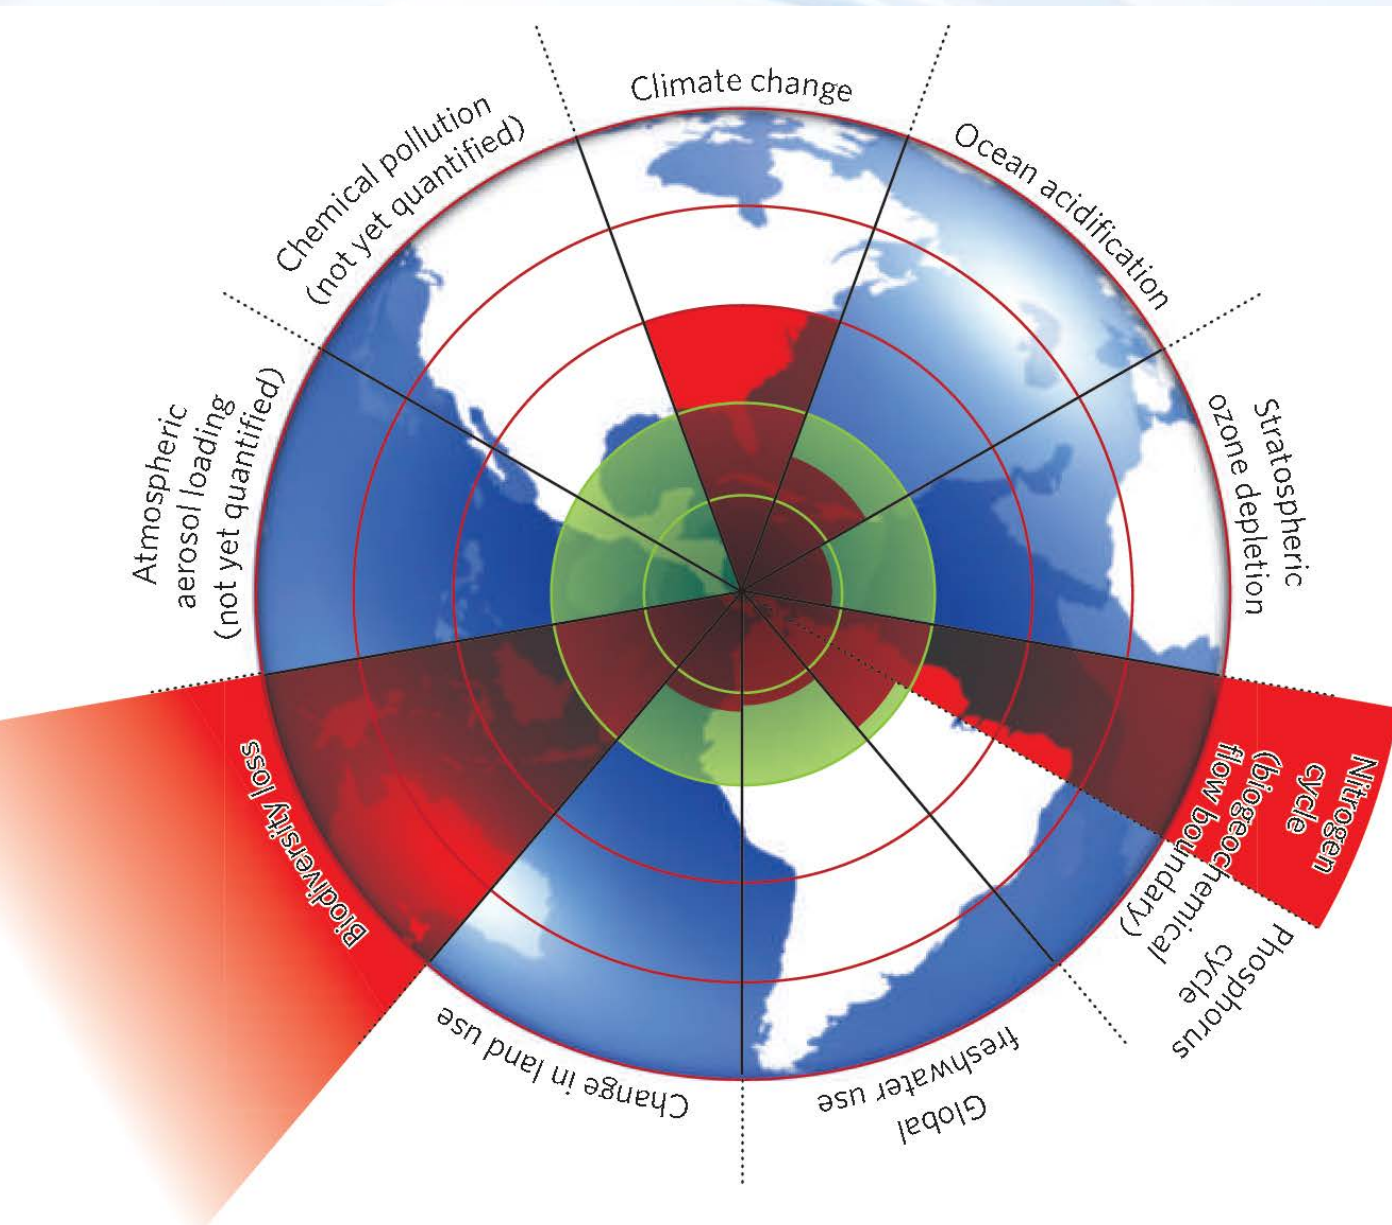 Climate change
Ocean acidification
Stratospheric
ozone depletion
Nitrogen
cycle
(biogeochemical
flow boundary)
Phosphorus
cycle
Global
freshwater use
Change in land use
Biodiversity loss
Atmospheric
aerosol loading
(not yet quantified)
Chemical pollution
(not yet quantified)